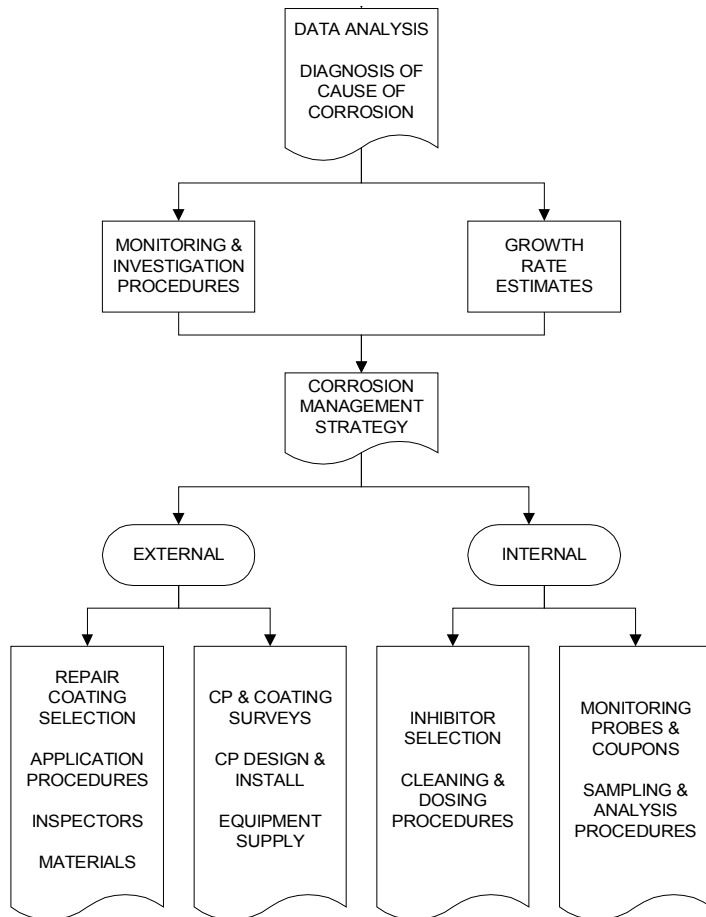 DATA ANALYSIS
DIAGNOSIS OF
CAUSE OF
CORROSION
MONITORING &
INVESTIGATION
PROCEDURES
GROWTH
RATE
ESTIMATES
CORROSION
MANAGEMENT
STRATEGY
EXTERNAL
INTERNAL
REPAIR
COATING
SELECTION
APPLICATION
PROCEDURES
INSPECTORS
MATERIALS
CP & COATING
SURVEYS
CP DESIGN &
INSTALL
EQUIPMENT
SUPPLY
INHIBITOR
SELECTION
CLEANING &
DOSING
PROCEDURES
MONITORING
PROBES &
COUPONS
SAMPLING &
ANALYSIS
PROCEDURES